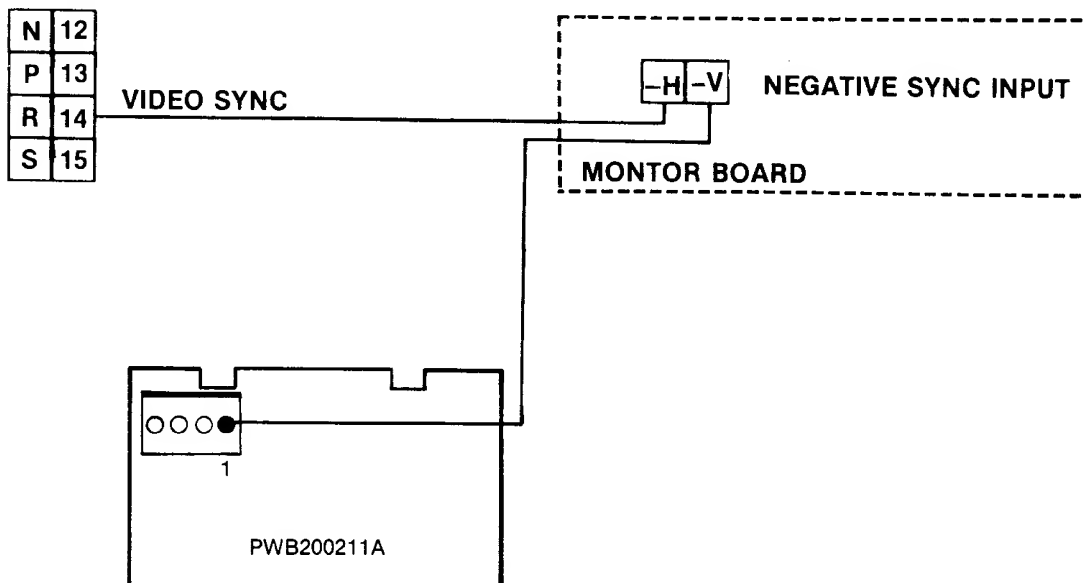 N 12
P 13
R 14
S 15
VIDEO SYNC
-H -V
NEGATIVE SYNC INPUT
MONTOR BOARD
1
PWB200211A